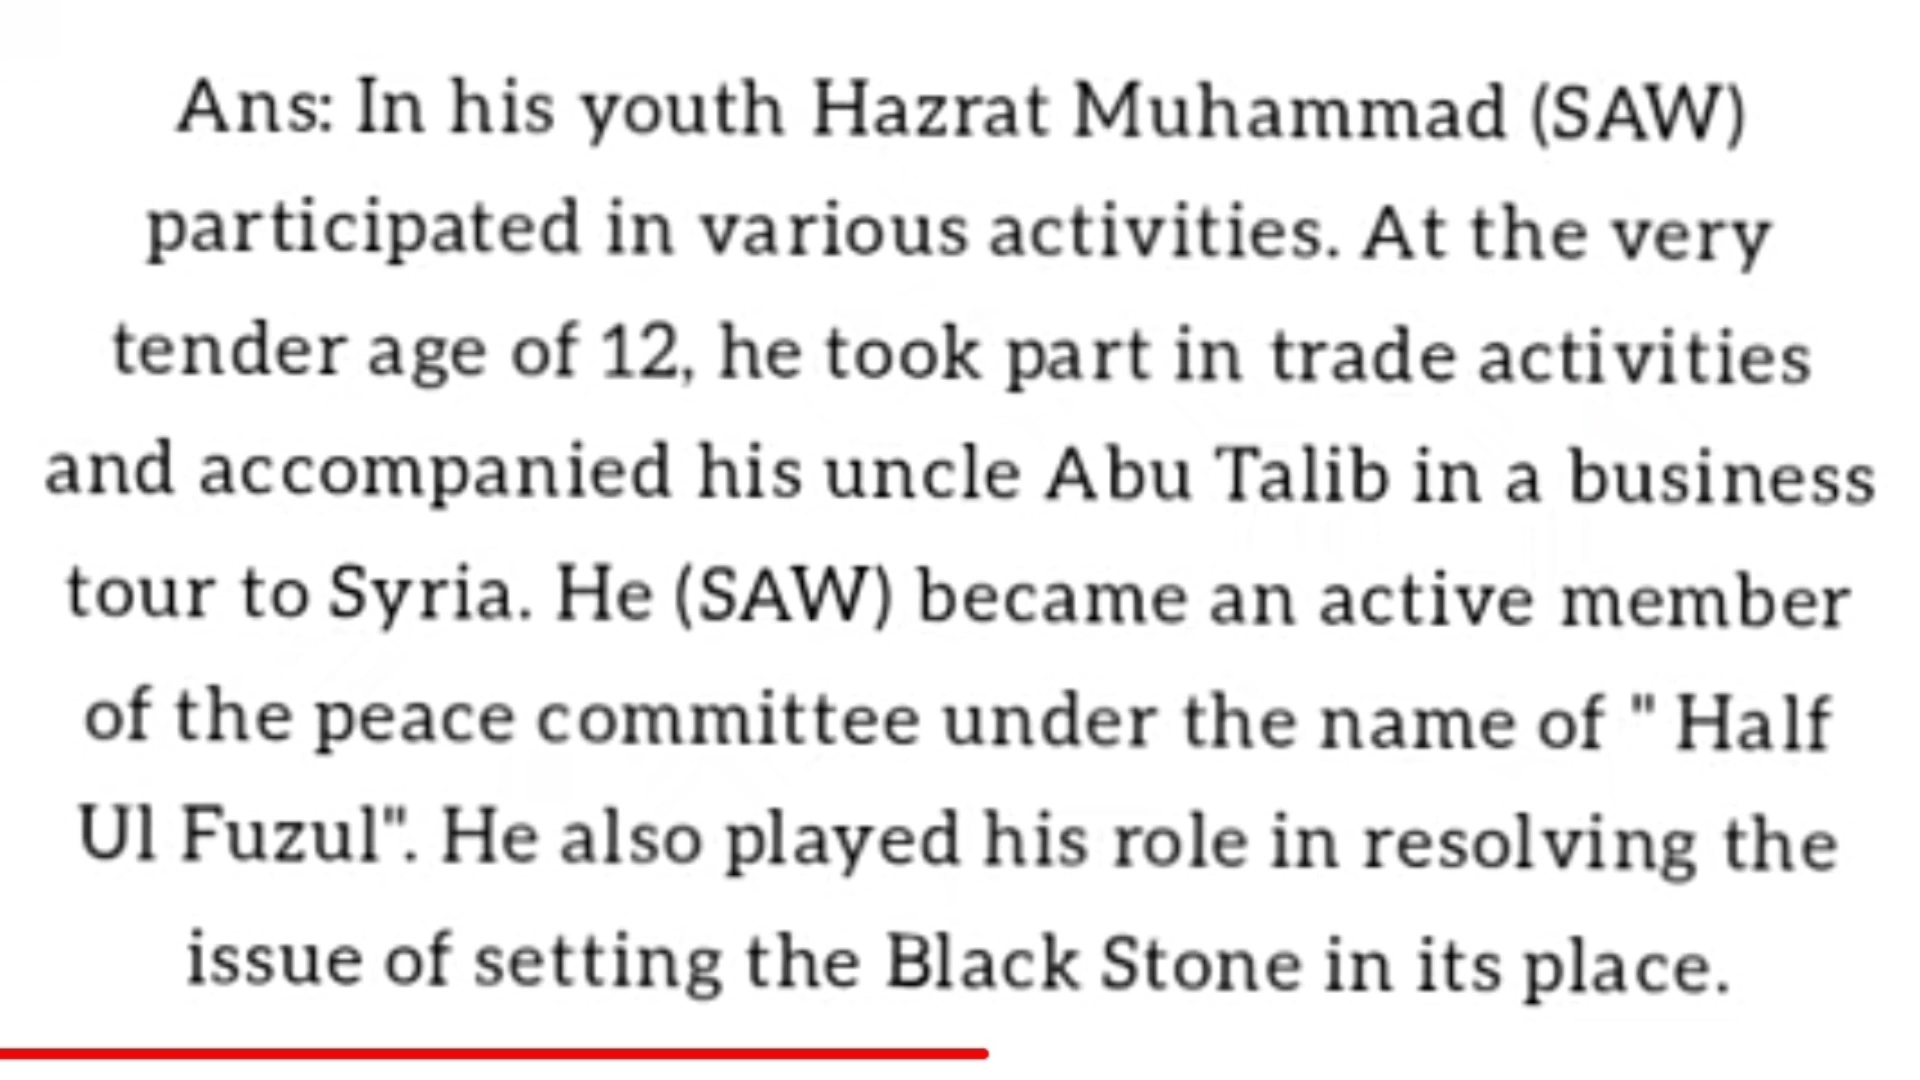 Ans: In his youth Hazrat Muhammad (SAW)
participated in various activities. At the very
tender age of 12, he took part in trade activities
and accompanied his uncle Abu Talib in a business
tour to Syria. He (SAW) became an active member
of the peace committee under the name of " Half
Ul Fuzul". He also played his role in resolving the
issue of setting the Black Stone in its place.